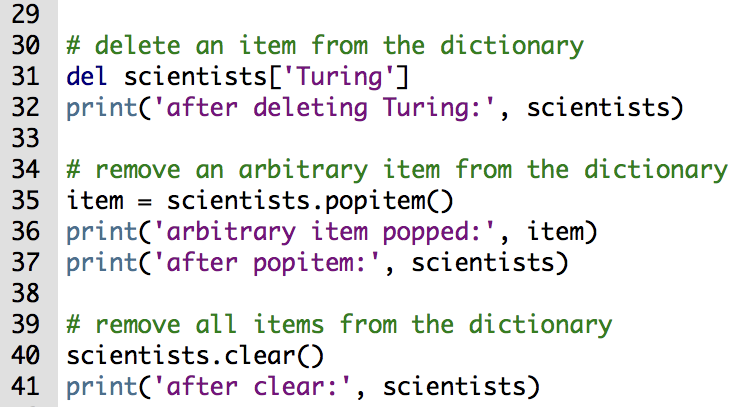 29
30 # delete an item from the dictionary
31 del scientists['Turing']
32 print('after deleting Turing:', scientists)
33
34 # remove an arbitrary item from the dictionary
35 item = scientists.popitem()
36 print('arbitrary item popped:', item)
37 print('after popitem:', scientists)
38
39 # remove all items from the dictionary
40 scientists.clear()
41 print('after clear:', scientists)